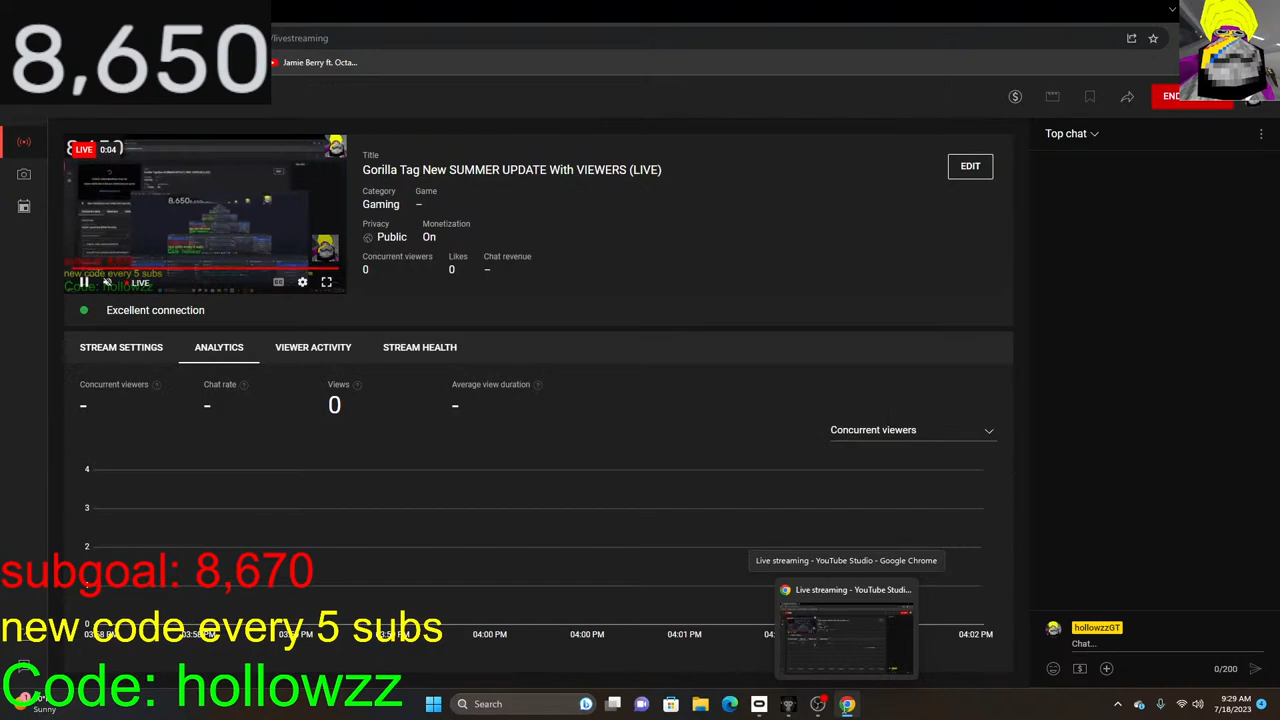 8,650
/livestreaming
Jamie Berry ft. Octa...
END
LIVE 0:04
LIVE
Title
Gorilla Tag New SUMMER UPDATE With VIEWERS (LIVE)
EDIT
Category Game
Gaming –
Privacy Monetization
Public On
Concurrent viewers Likes Chat revenue
0 0 –
Excellent connection
STREAM SETTINGS ANALYTICS VIEWER ACTIVITY STREAM HEALTH
Concurrent viewers Chat rate Views Average view duration
- - 0 -
Concurrent viewers
4
3
2
Top chat
Live streaming - YouTube Studio - Google Chrome
Live streaming - YouTube Studi...
subgoal: 8,670
new code every 5 subs
Code: hollowzz
04:00 PM 04:01 PM 04:02 PM
hollowzzGT
Chat...
0/200
Sunny
Search
9:29 AM
7/18/2023